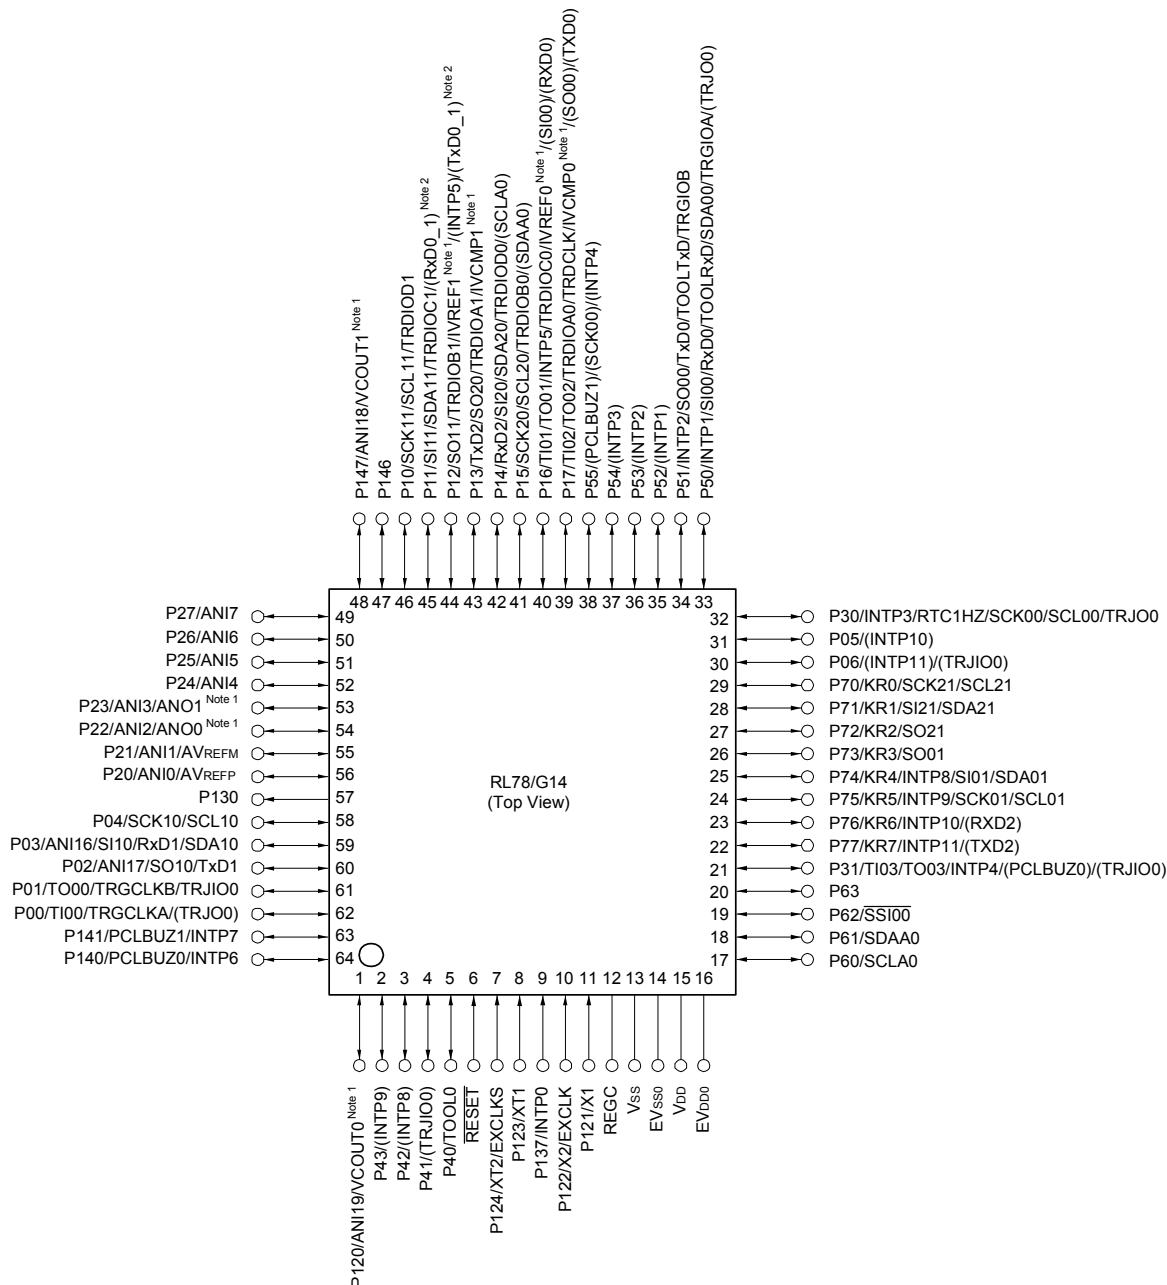 P147/ANI18/VCOUT1 Note 1
P146
P10/SCK11/SCL11/TRDIOD1
P11/SI11/SDA11/TRDIOC1/(RxD0_1) Note 2
P12/SO11/TRDIOB1/IVREF1 Note 1/(INTP5)/(TxD0_1) Note 2
P13/TxD2/SO20/TRDIOA1/IVCMP1 Note 1
P14/RxD2/SI20/SDA20/TRDIOD0/(SCLA0)
P15/SCK20/SCL20/TRDIOB0/(SDAA0)
P16/TI01/TO01/INTP5/TRDIOC0/IVREF0 Note 1/(SI00)/(RXD0)
P17/TI02/TO02/TRDIOA0/TRDCLK/IVCMP0 Note 1/(SO00)/(TXD0)
P55/(PCLBUZ1)/(SCK00)/(INTP4)
P54/(INTP3)
P53/(INTP2)
P52/(INTP1)
P51/INTP2/SO00/TxD0/TOOLTxD/TRGIOB
P50/INTP1/SI00/RxD0/TOOLRxD/SDA00/TRGIOA/(TRJO0)
48 47 46 45 44 43 42 41 40 39 38 37 36 35 34 33
P27/ANI7 49
P26/ANI6 50
P25/ANI5 51
P24/ANI4 52
P23/ANI3/ANO1 Note 1 53
P22/ANI2/ANO0 Note 1 54
P21/ANI1/AVREFM 55
P20/ANI0/AVREFP 56
P130 57
P04/SCK10/SCL10 58
P03/ANI16/SI10/RxD1/SDA10 59
P02/ANI17/SO10/TxD1 60
P01/TO00/TRGCLKB/TRJIO0 61
P00/TI00/TRGCLKA/(TRJO0) 62
P141/PCLBUZ1/INTP7 63
P140/PCLBUZ0/INTP6 64
RL78/G14
(Top View)
32 P30/INTP3/RTC1HZ/SCK00/SCL00/TRJO0
31 P05/(INTP10)
30 P06/(INTP11)/(TRJIO0)
29 P70/KR0/SCK21/SCL21
28 P71/KR1/SI21/SDA21
27 P72/KR2/SO21
26 P73/KR3/SO01
25 P74/KR4/INTP8/SI01/SDA01
24 P75/KR5/INTP9/SCK01/SCL01
23 P76/KR6/INTP10/(RXD2)
22 P77/KR7/INTP11/(TXD2)
21 P31/TI03/TO03/INTP4/(PCLBUZ0)/(TRJIO0)
20 P63
19 P62/SSI00
18 P61/SDAA0
17 P60/SCLA0
1 2 3 4 5 6 7 8 9 10 11 12 13 14 15 16
P120/ANI19/VCOUT0 Note 1
P43/(INTP9)
P42/(INTP8)
P41/(TRJIO0)
P40/TOOL0
RESET
P124/XT2/EXCLKS
P123/XT1
P137/INTP0
P122/X2/EXCLK
P121/X1
REGC
VSS
EVSS0
VDD
EVDD0